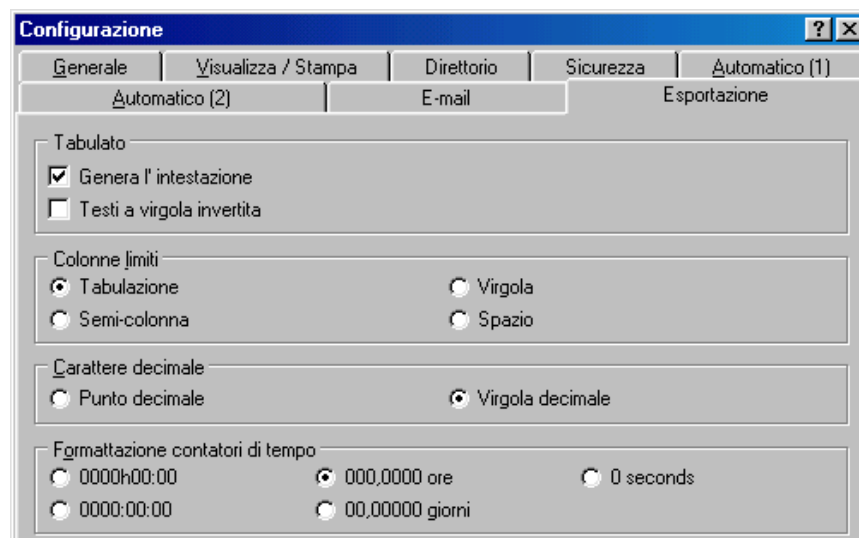 Configurazione
Generale Visualizza / Stampa Direttorio Sicurezza Automatico (1)
Automatico (2) E-mail Esportazione
Tabulato
Genera l' intestazione
Testi a virgola invertita
Colonne limiti
Tabulazione Virgola
Semi-colonna Spazio
Carattere decimale
Punto decimale Virgola decimale
Formattazione contatori di tempo
0000h00:00 000,0000 ore 0 seconds
0000:00:00 00,00000 giorni